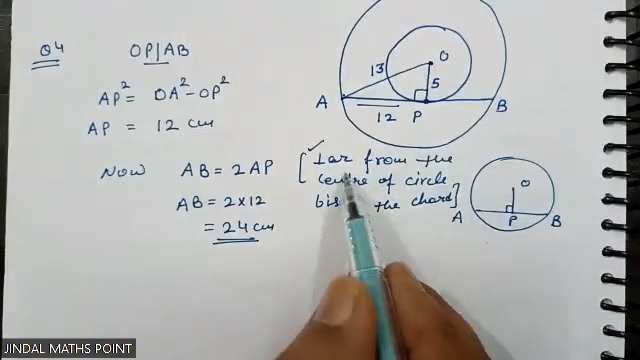 Q4 OP⊥AB
AP² = OA² - OP²
AP = 12 cm
Now AB = 2AP
AB = 2×12
= 24 cm
[⊥ar from the
centre of circle
the chord]
O
13
5
A
12
P
B
O
A
P
B
JINDAL MATHS POINT